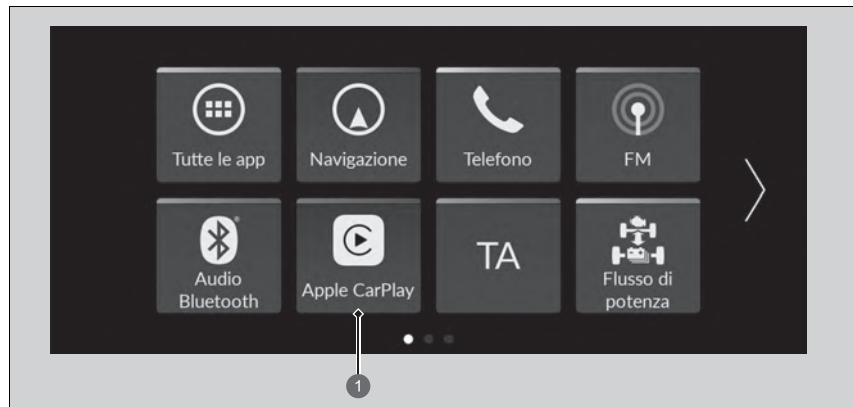 Tutte le app
Navigazione
Telefono
FM
Audio
Bluetooth
Apple CarPlay
TA
Flusso di
potenza
1